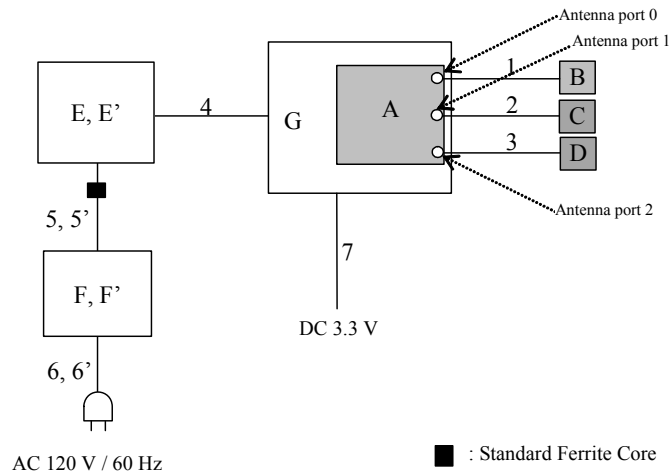 Antenna port 0
Antenna port 1
E, E’
4
G
A
1
B
2
C
3
D
5, 5’
Antenna port 2
7
F, F’
DC 3.3 V
6, 6’
AC 120 V / 60 Hz
: Standard Ferrite Core